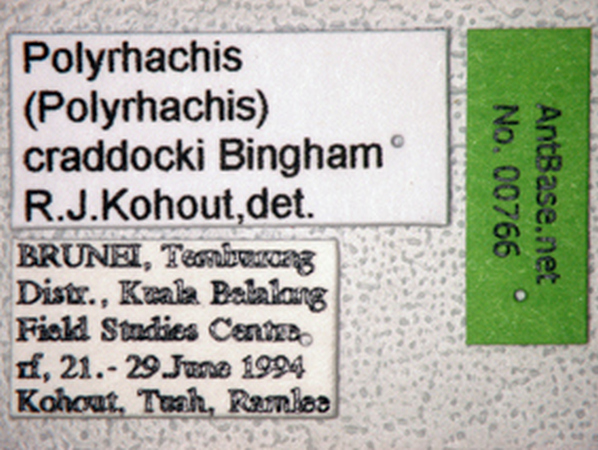 Polyrhachis
(Polyrhachis)
craddocki Bingham
R.J.Kohout,det.
BRUNEI, Temburong
Distr., Kuala Belalong
Field Studies Centre,
rf, 21.- 29.June 1994
Kohout, Tuah, Ramlee
AntBase.net
No. 00766